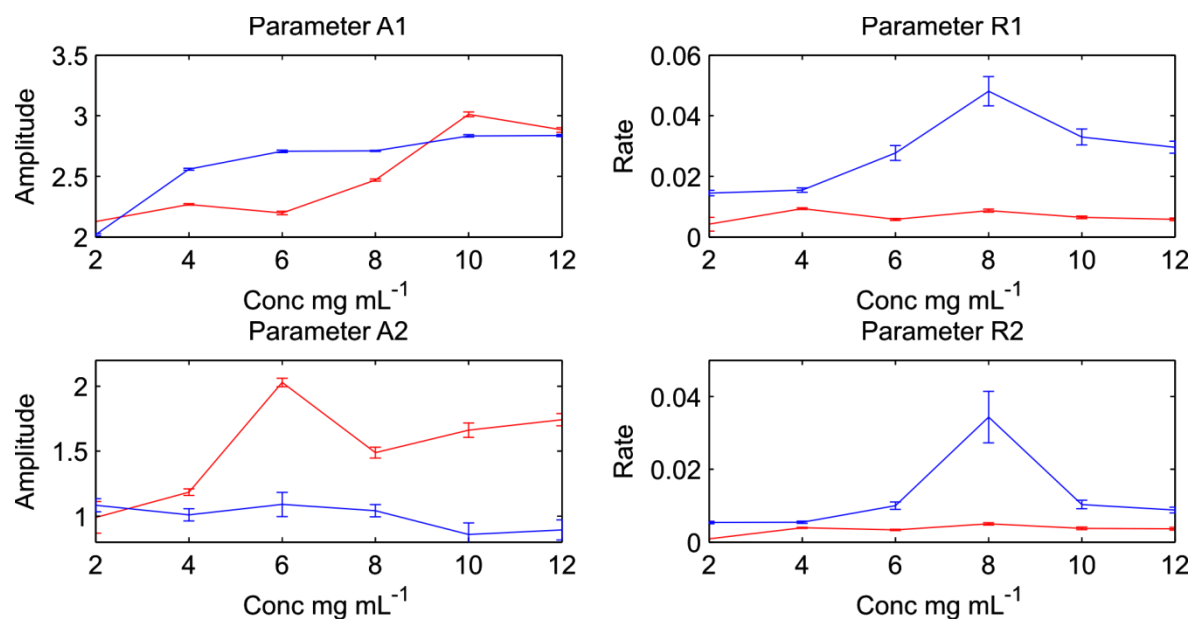 Parameter A1
Amplitude
3.5
3
2.5
2
2 4 6 8 10 12
Conc mg mL-1
Parameter R1
Rate
0.06
0.04
0.02
0
2 4 6 8 10 12
Conc mg mL-1
Parameter A2
Amplitude
2
1.5
1
2 4 6 8 10 12
Conc mg mL-1
Parameter R2
Rate
0.04
0.02
0
2 4 6 8 10 12
Conc mg mL-1